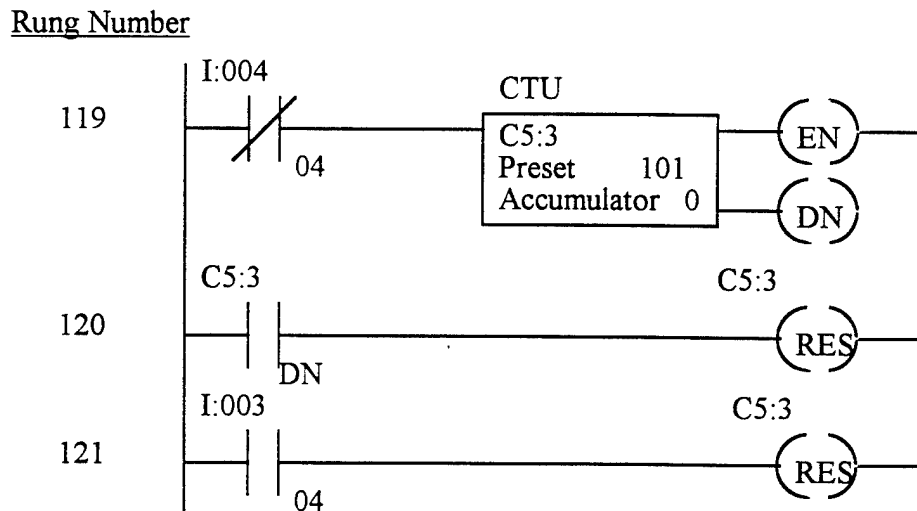 Rung Number
I:004
119
CTU
C5:3
Preset 101
Accumulator 0
EN
04
DN
C5:3
C5:3
120
RES
DN
I:003
C5:3
121
RES
04